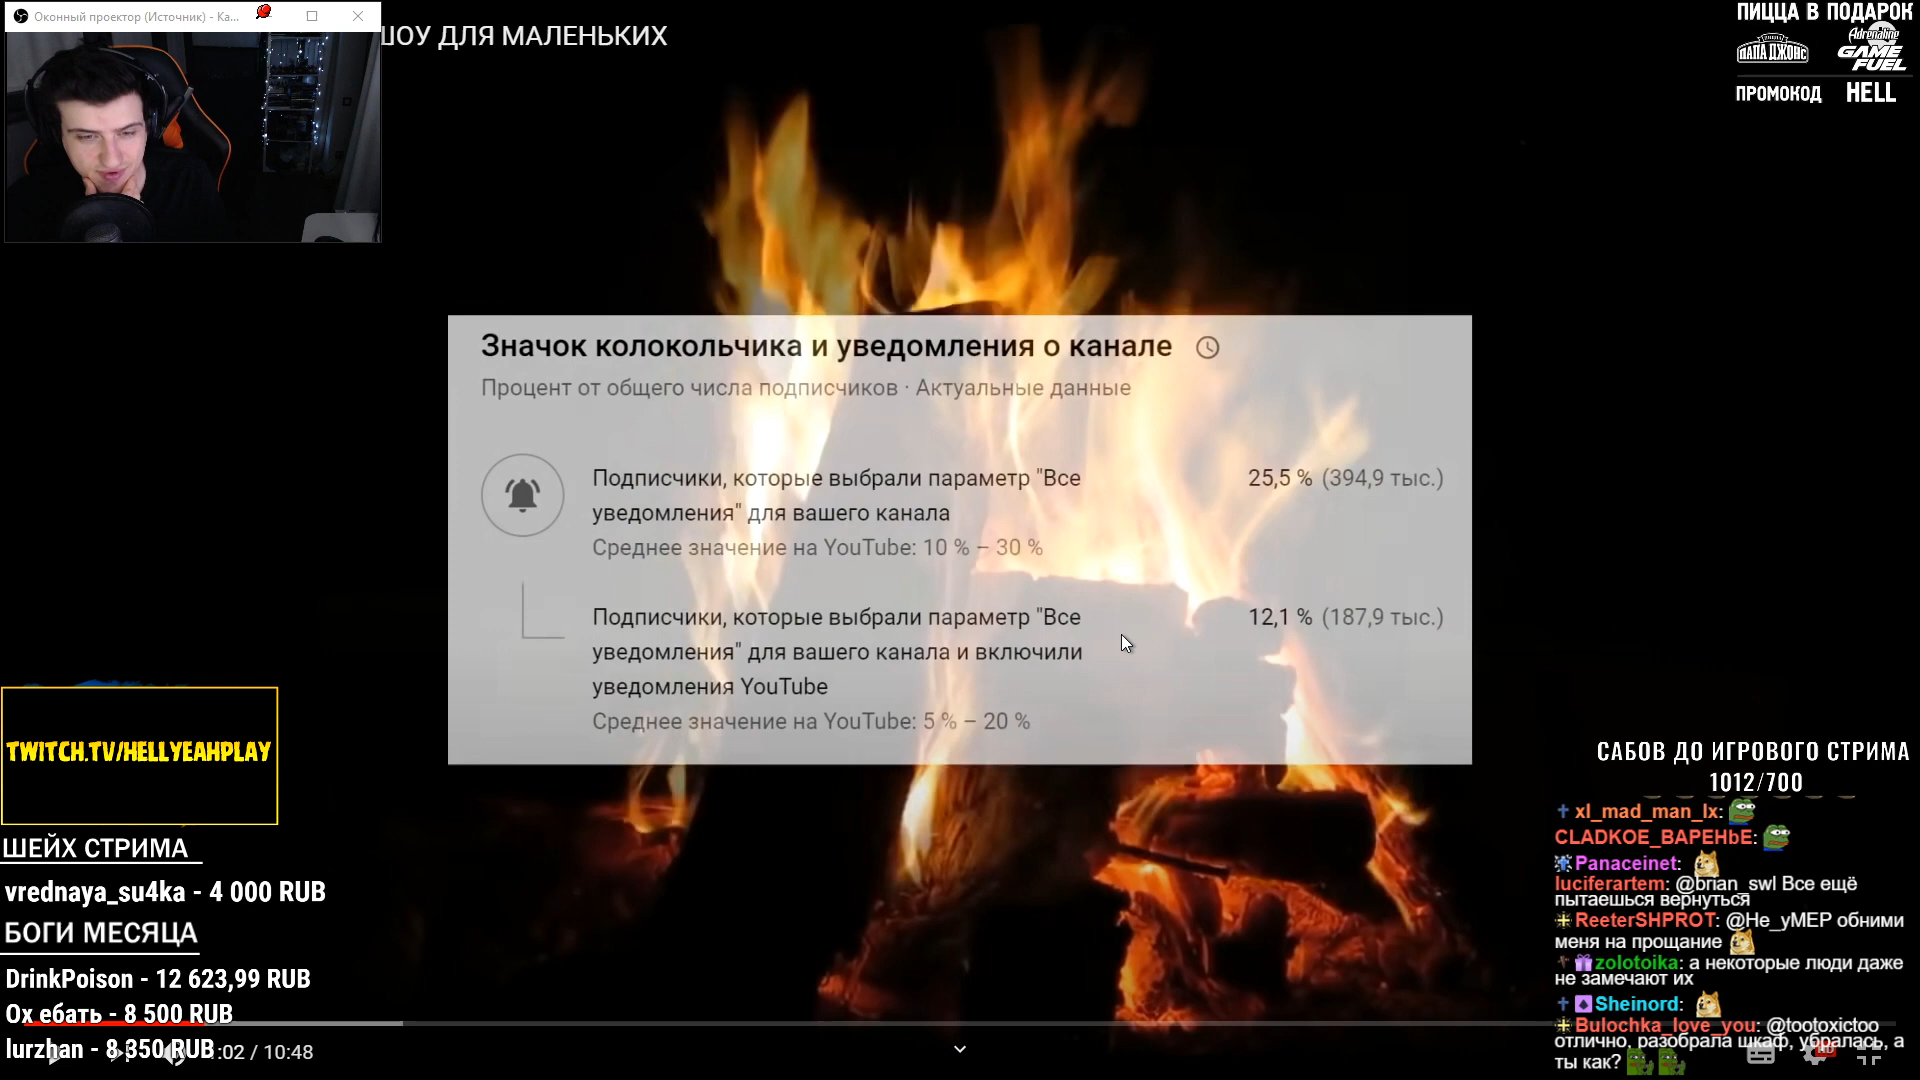 Оконный проектор (Источник) - Ка...
ШОУ ДЛЯ МАЛЕНЬКИХ
ПИЦЦА В ПОДАРОК
ПАПА ДЖОНС
Adrenaline
GAME
FUEL
ПРОМОКОД HELL
Значок колокольчика и уведомления о канале
Процент от общего числа подписчиков · Актуальные данные
Подписчики, которые выбрали параметр "Все 25,5 % (394,9 тыс.)
уведомления" для вашего канала
Среднее значение на YouTube: 10 % – 30 %
Подписчики, которые выбрали параметр "Все 12,1 % (187,9 тыс.)
уведомления" для вашего канала и включили
уведомления YouTube
Среднее значение на YouTube: 5 % – 20 %
TWITCH.TV/HELLYEAHPLAY
ШЕЙХ СТРИМА
vrednaya_su4ka - 4 000 RUB
БОГИ МЕСЯЦА
DrinkPoison - 12 623,99 RUB
Ох ебать - 8 500 RUB
lurzhan - 8 350 RUB
1:02 / 10:48
САБОВ ДО ИГРОВОГО СТРИМА
1012/700
xl_mad_man_lx:
CLADKOE_BAPEHbE:
Panaceinet:
luciferartem: @brian_swl Все ещё
пытаешься вернуться
ReeterSHPROT: @He_yMEP обними
меня на прощание
zolotoika: а некоторые люди даже
не замечают их
Sheinord:
Bulochka_love_you: @tootoxictoo
отлично, разобрала шкаф, убралась, а
ты как?
HD